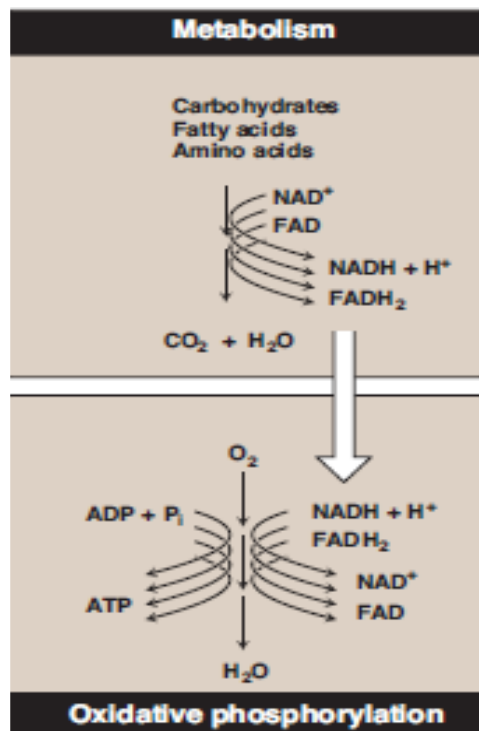 Metabolism
Carbohydrates
Fatty acids
Amino acids
NAD⁺
FAD
NADH + H⁺
FADH₂
CO₂ + H₂O
O₂
ADP + Pᵢ
NADH + H⁺
FADH₂
NAD⁺
ATP
FAD
H₂O
Oxidative phosphorylation